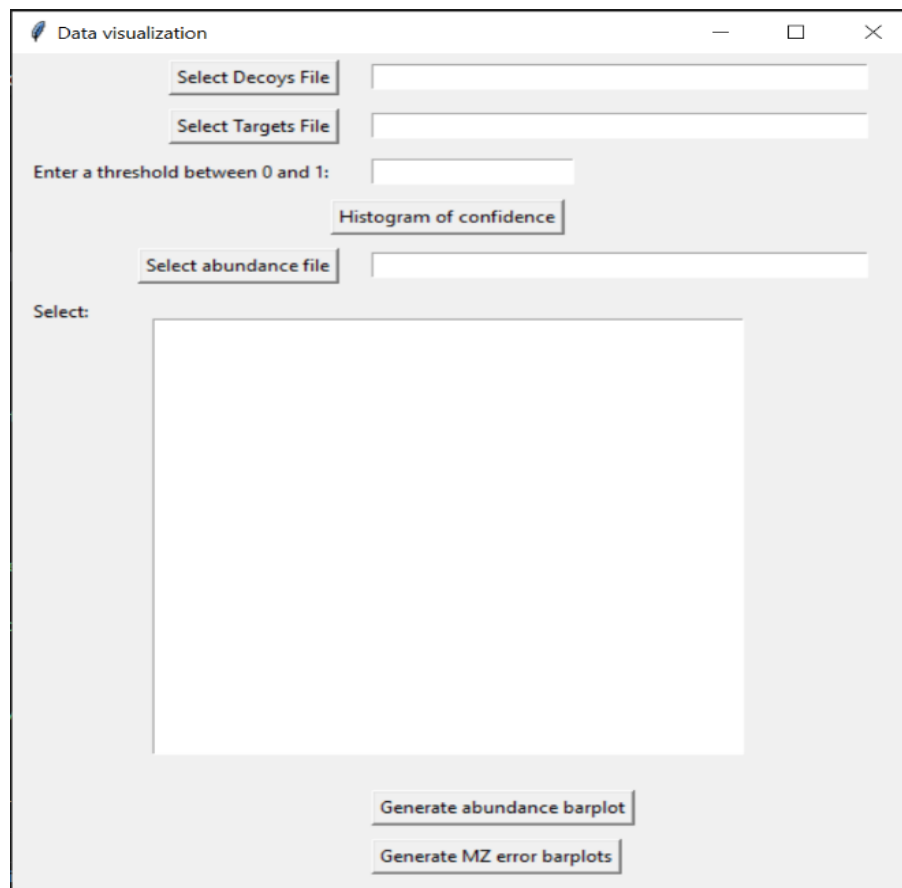 Data visualization
Select Decoys File
Select Targets File
Enter a threshold between 0 and 1:
Histogram of confidence
Select abundance file
Select:
Generate abundance barplot
Generate MZ error barplots